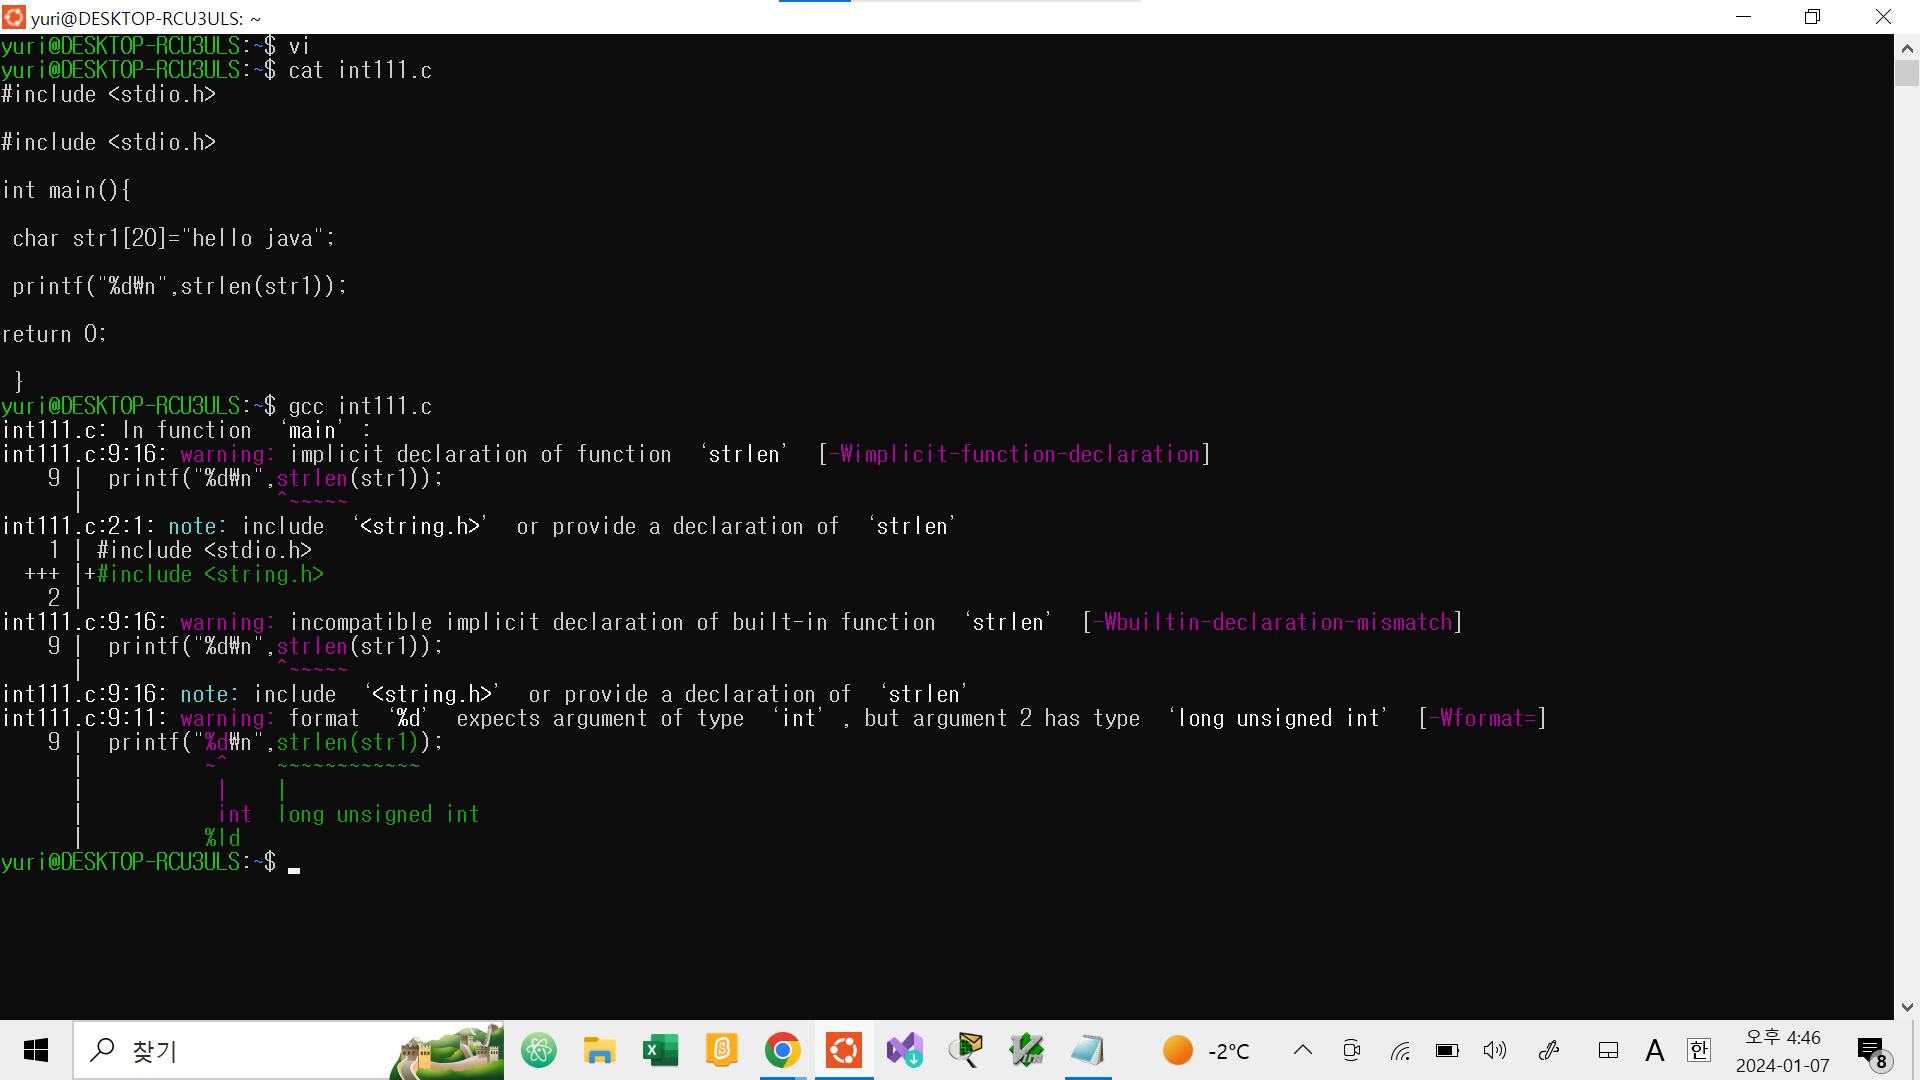 yuri@DESKTOP-RCU3ULS: ~
yuri@DESKTOP-RCU3ULS:~$ vi
yuri@DESKTOP-RCU3ULS:~$ cat int111.c
#include <stdio.h>
#include <stdio.h>
int main(){
char str1[20]="hello java";
printf("%d₩n",strlen(str1));
return 0;
}
yuri@DESKTOP-RCU3ULS:~$ gcc int111.c
int111.c: In function ‘main’ :
int111.c:9:16: warning: implicit declaration of function ‘strlen’ [-Wimplicit-function-declaration]
9 | printf("%d₩n",strlen(str1));
| ^~~~~~
int111.c:2:1: note: include ‘<string.h>’ or provide a declaration of ‘strlen’
1 | #include <stdio.h>
+++ |+#include <string.h>
2 |
int111.c:9:16: warning: incompatible implicit declaration of built-in function ‘strlen’ [-Wbuiltin-declaration-mismatch]
9 | printf("%d₩n",strlen(str1));
| ^~~~~~
int111.c:9:16: note: include ‘<string.h>’ or provide a declaration of ‘strlen’
int111.c:9:11: warning: format ‘%d’ expects argument of type ‘int’ , but argument 2 has type ‘long unsigned int’ [-Wformat=]
9 | printf("%d₩n",strlen(str1));
| ~^ ~~~~~~~~~~~~
| | |
| int long unsigned int
| %ld
yuri@DESKTOP-RCU3ULS:~$
찾기
-2°C
A
한
오후 4:46
2024-01-07
8